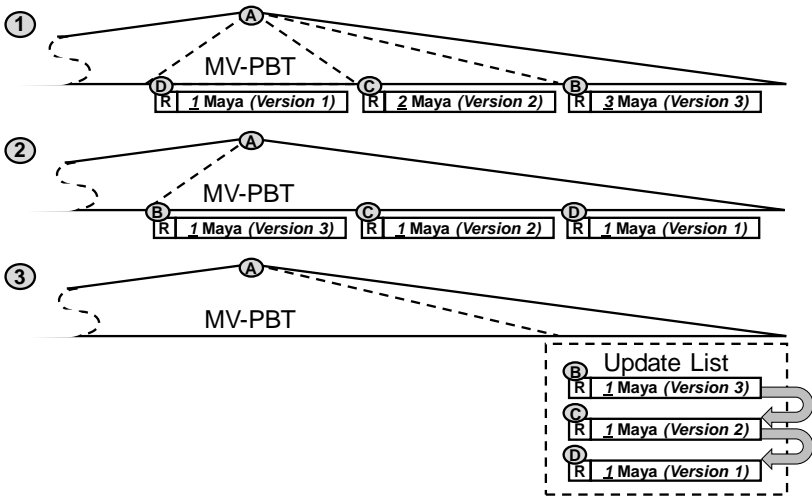 1
A
MV-PBT
D C B
R 1 Maya (Version 1) R 2 Maya (Version 2) R 3 Maya (Version 3)
2
A
MV-PBT
B C D
R 1 Maya (Version 3) R 1 Maya (Version 2) R 1 Maya (Version 1)
3
A
MV-PBT
Update List
B
R 1 Maya (Version 3)
C
R 1 Maya (Version 2)
D
R 1 Maya (Version 1)